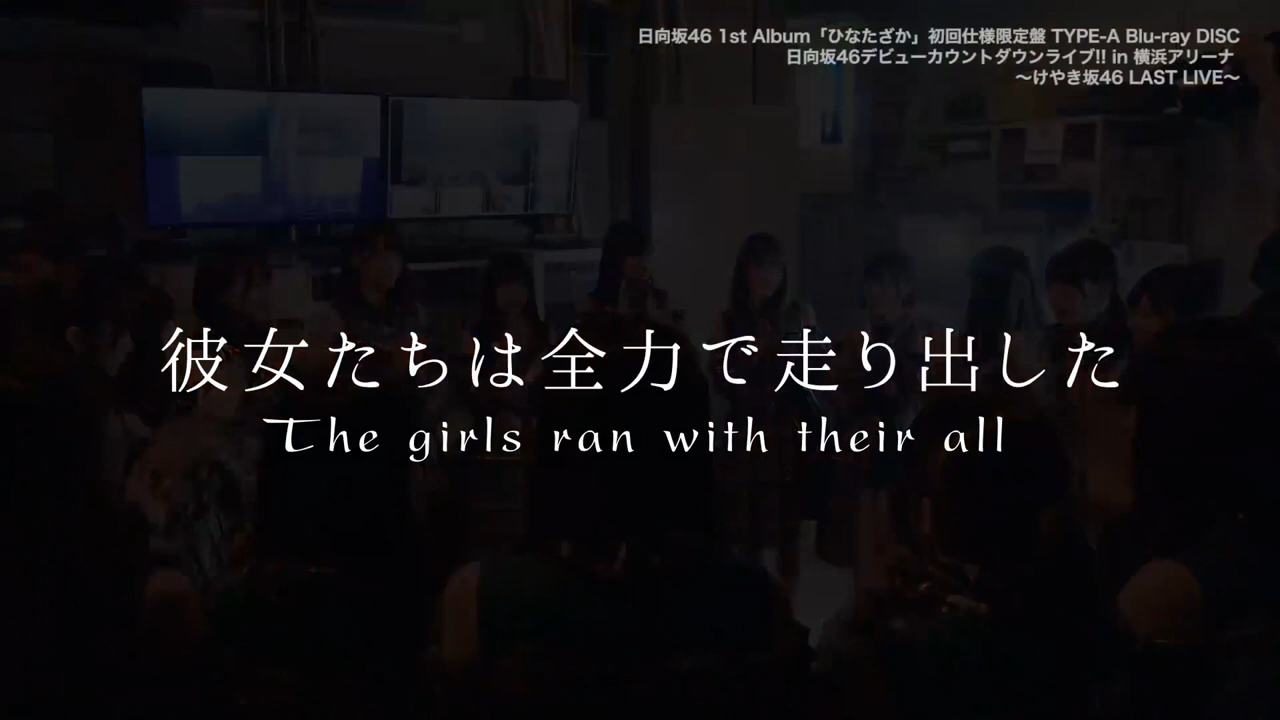 日向坂46 1st Album「ひなたざか」初回仕様限定盤 TYPE-A Blu-ray DISC
日向坂46デビューカウントダウンライブ!! in 横浜アリーナ
〜けやき坂46 LAST LIVE〜
彼女たちは全力で走り出した
The girls ran with their all